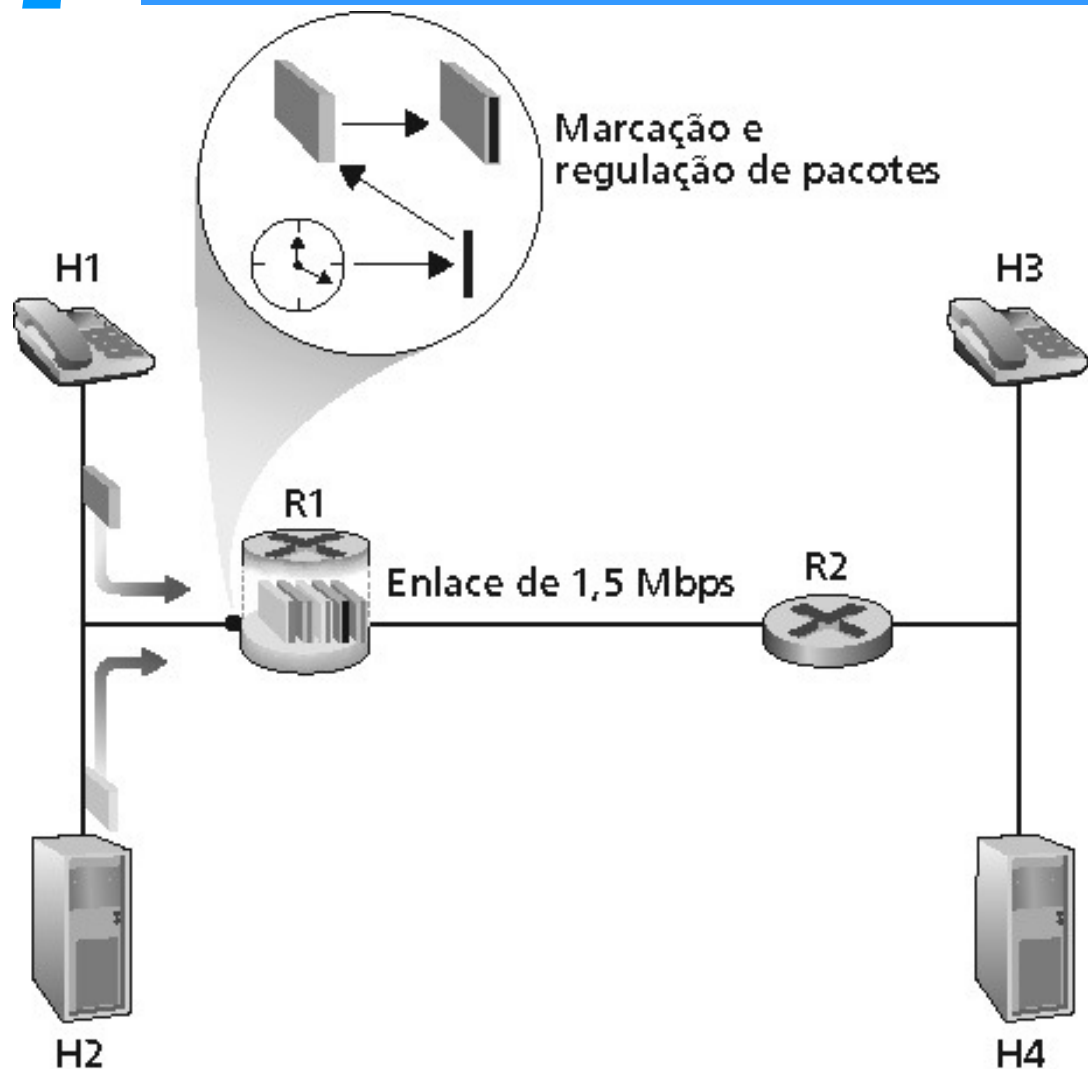 Marcação e
regulação de pacotes
H1
H3
R1
Enlace de 1,5 Mbps
R2
H2
H4